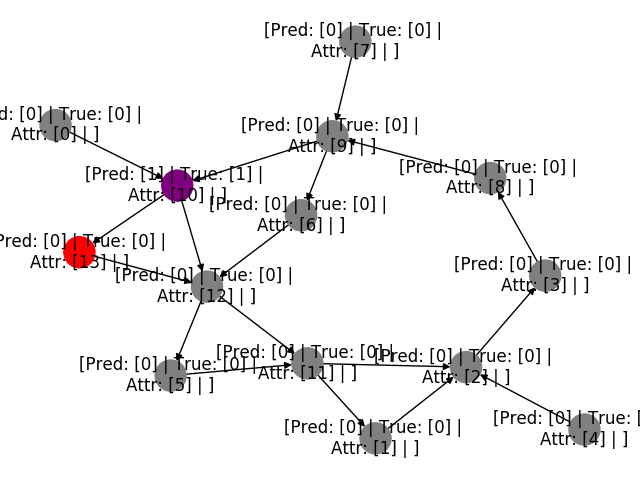 [Pred: [0] | True: [0] |
Attr: [7] | ]
d: [0] | True: [0] |
Attr: [0] | ]
[Pred: [0] | True: [0] |
Attr: [9] | ]
[Pred: [1] | True: [1] |
Attr: [10] | ]
[Pred: [0] | True: [0] |
Attr: [8] | ]
[Pred: [0] | True: [0] |
Attr: [6] | ]
Pred: [0] | True: [0] |
Attr: [13] | ]
[Pred: [0] | True: [0] |
Attr: [12] | ]
[Pred: [0] | True: [0] |
Attr: [3] | ]
[Pred: [0] | True: [0] |
Attr: [5] | ]
[Pred: [0] | True: [0] |
Attr: [11] | ]
[Pred: [0] | True: [0] |
Attr: [2] | ]
[Pred: [0] | True: [0] |
Attr: [1] | ]
[Pred: [0] | True: [
Attr: [4] | ]